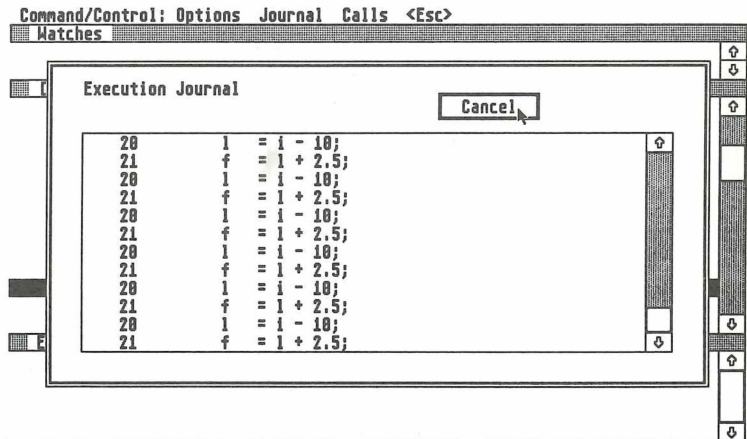 Command/Control: Options Journal Calls <Esc>
Watches
Execution Journal
Cancel
20 l = i - 10;
21 f = l + 2.5;
20 l = i - 10;
21 f = l + 2.5;
20 l = i - 10;
21 f = l + 2.5;
20 l = i - 10;
21 f = l + 2.5;
20 l = i - 10;
21 f = l + 2.5;
20 l = i - 10;
21 f = l + 2.5;